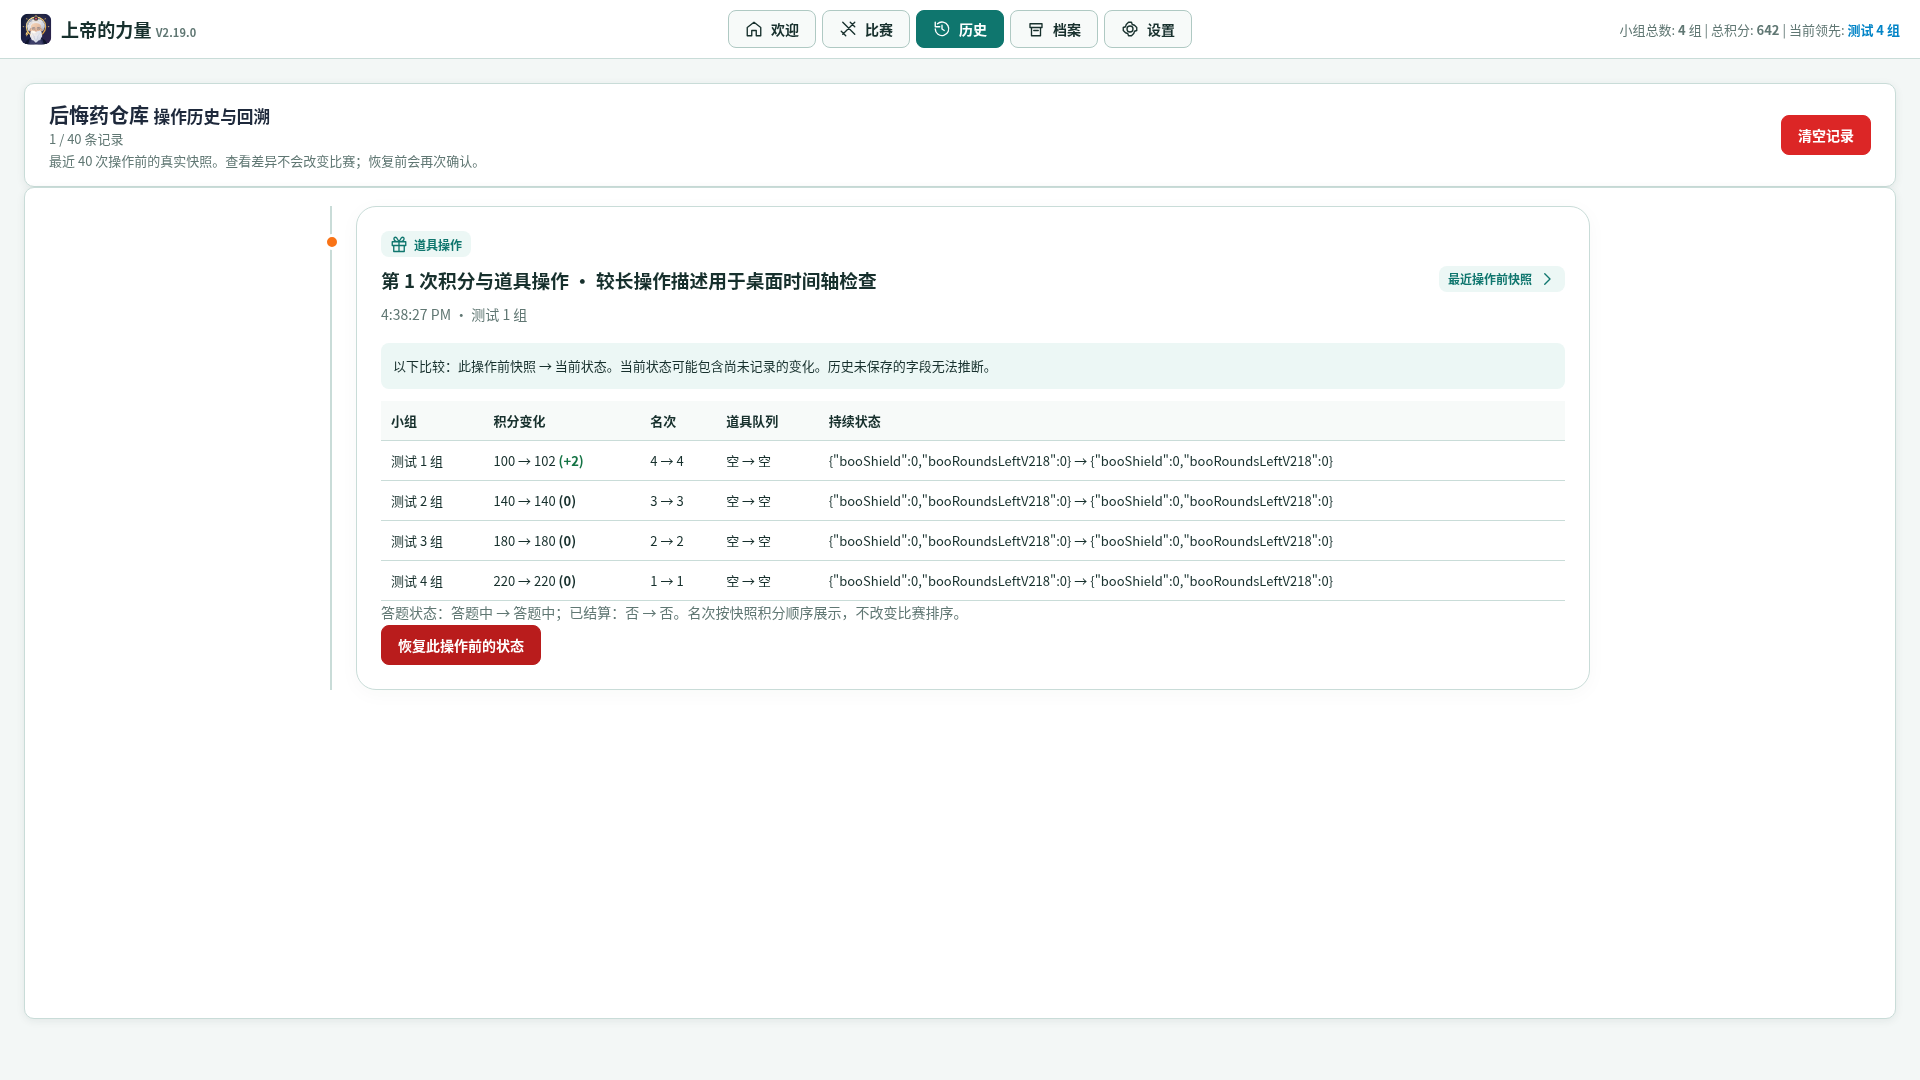 上帝的力量 V2.19.0
欢迎
比赛
历史
档案
设置
小组总数: 4 组 | 总积分: 642 | 当前领先: 测试 4 组
后悔药仓库 操作历史与回溯
1 / 40 条记录
最近 40 次操作前的真实快照。查看差异不会改变比赛；恢复前会再次确认。
清空记录
道具操作
第 1 次积分与道具操作 · 较长操作描述用于桌面时间轴检查
最近操作前快照
4:38:27 PM · 测试 1 组
以下比较：此操作前快照 → 当前状态。当前状态可能包含尚未记录的变化。历史未保存的字段无法推断。
小组 积分变化 名次 道具队列 持续状态
测试 1 组 100 → 102 (+2) 4 → 4 空 → 空 {"booShield":0,"booRoundsLeftV218":0} → {"booShield":0,"booRoundsLeftV218":0}
测试 2 组 140 → 140 (0) 3 → 3 空 → 空 {"booShield":0,"booRoundsLeftV218":0} → {"booShield":0,"booRoundsLeftV218":0}
测试 3 组 180 → 180 (0) 2 → 2 空 → 空 {"booShield":0,"booRoundsLeftV218":0} → {"booShield":0,"booRoundsLeftV218":0}
测试 4 组 220 → 220 (0) 1 → 1 空 → 空 {"booShield":0,"booRoundsLeftV218":0} → {"booShield":0,"booRoundsLeftV218":0}
答题状态：答题中 → 答题中；已结算：否 → 否。名次按快照积分顺序展示，不改变比赛排序。
恢复此操作前的状态